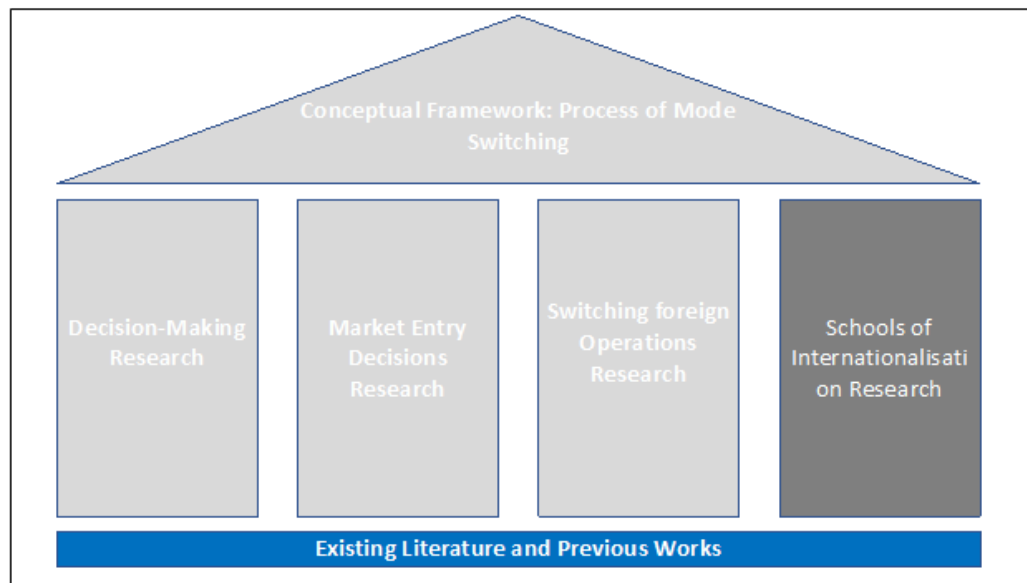 Conceptual Framework: Process of Mode
Switching
Decision-Making
Research
Market Entry
Decisions
Research
Switching foreign
Operations
Research
Schools of
Internationalisati
on Research
Existing Literature and Previous Works